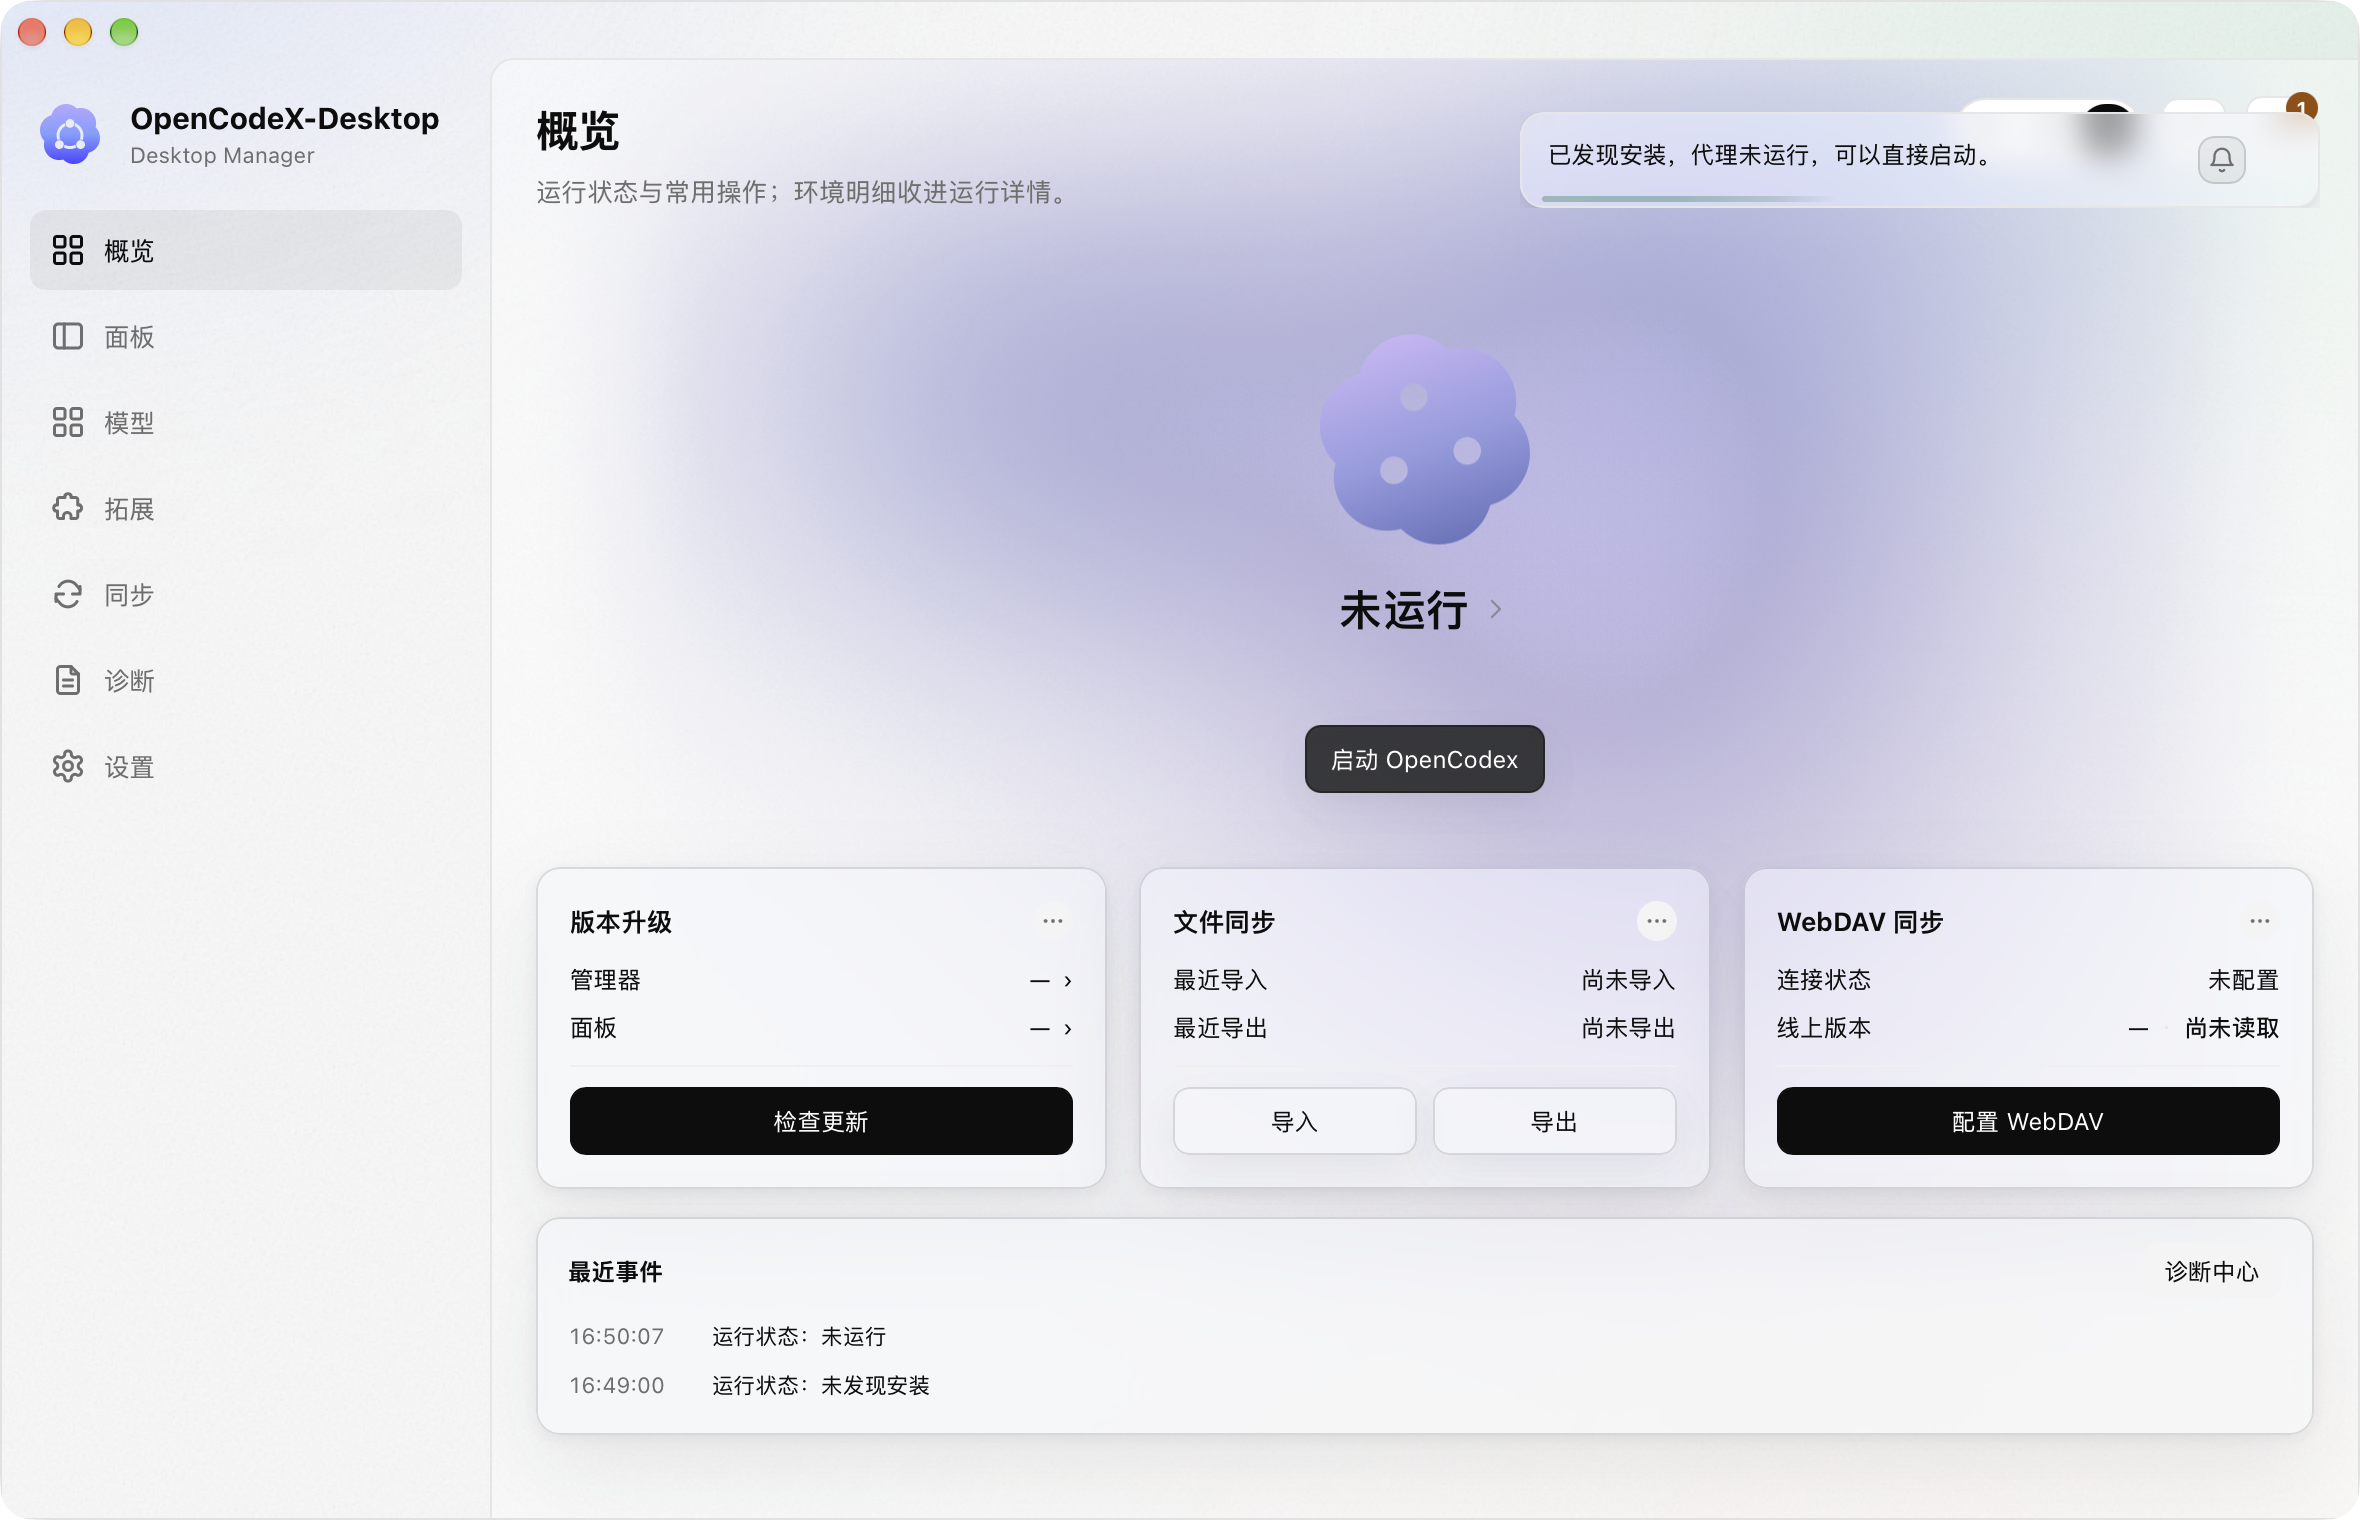 OpenCodeX-Desktop
Desktop Manager
概览
面板
模型
拓展
同步
诊断
设置
概览
运行状态与常用操作；环境明细收进运行详情。
1
已发现安装，代理未运行，可以直接启动。
未运行
启动 OpenCodex
版本升级
管理器 — ›
面板 — ›
检查更新
文件同步
最近导入 尚未导入
最近导出 尚未导出
导入 导出
WebDAV 同步
连接状态 未配置
线上版本 — 尚未读取
配置 WebDAV
最近事件 诊断中心
16:50:07 运行状态：未运行
16:49:00 运行状态：未发现安装